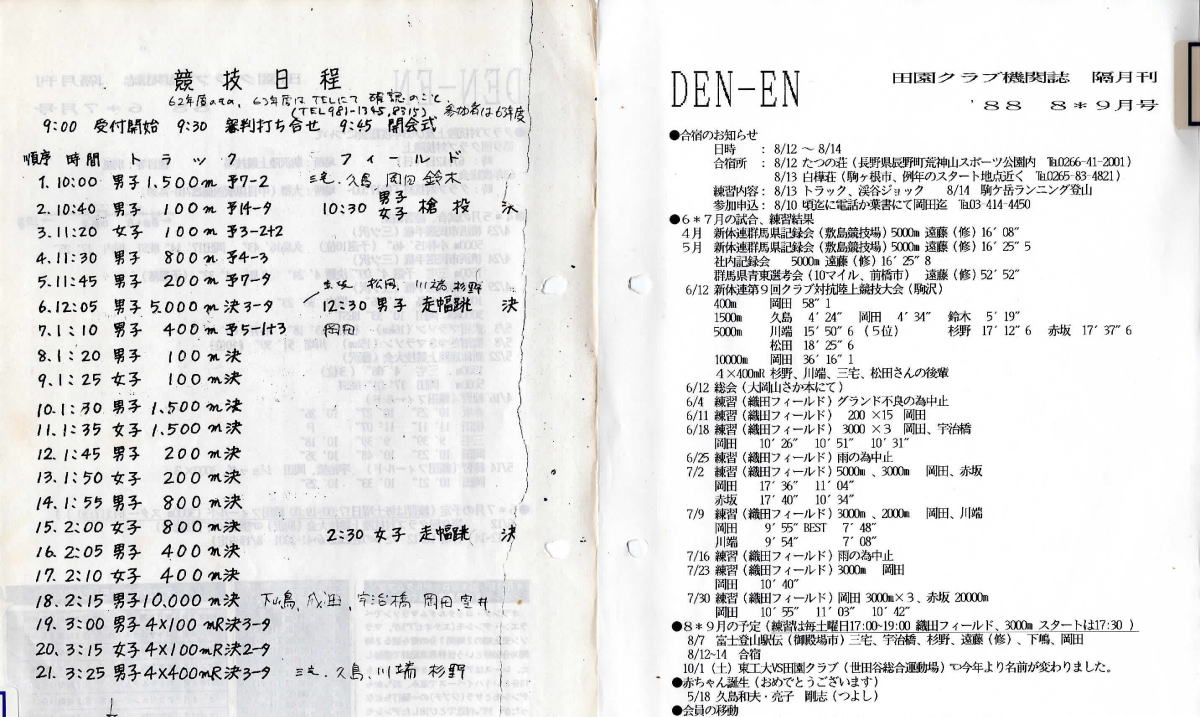 競技日程
62年度のもの、63年度はTELにて確認のこと。
(TEL981-1345,8315) 参加者は63年度
9:00 受付開始 9:30 審判打ち合せ 9:45 開会式
順序 時間 トラック フィールド
1. 10:00 男子 1,500m 予7-2 三宅、久島、岡田 鈴木
2. 10:40 男子 100m 予14-タ 10:30 男子 女子 槍投 決
3. 11:20 女子 100m 予3-2+2
4. 11:30 男子 800m 予4-3
5. 11:45 男子 200m 予7-タ 赤坂 松岡、川端 杉野
6. 12:05 男子 5,000m 決3-タ 12:30 男子 走幅跳 決
7. 1:10 男子 400m 予5-1+3 岡田
8. 1:20 男子 100m 決
9. 1:25 女子 100m 決
10. 1:30 男子 1,500m 決
11. 1:35 女子 1,500m 決
12. 1:45 男子 200m 決
13. 1:50 女子 200m 決
14. 1:55 男子 800m 決
15. 2:00 女子 800m 決 2:30 女子 走幅跳 決
16. 2:05 男子 400m 決
17. 2:10 女子 400m 決
18. 2:15 男子 10,000m 決 下嶋、成田、宇治橋 岡田 室井
19. 3:00 男子 4×100mR決3-タ
20. 3:15 女子 4×100mR決2-タ
21. 3:25 男子 4×400mR決3-タ 三宅、久島、川端 杉野
DEN-EN 田園クラブ機関誌 隔月刊
'88 8*9月号
●合宿のお知らせ
日時 : 8/12 ～ 8/14
合宿所 : 8/12 たつの荘 (長野県辰野町荒神山スポーツ公園内 ℡0266-41-2001)
8/13 白樺荘 (駒ヶ根市、例年のスタート地点近く ℡0265-83-4821)
練習内容: 8/13 トラック、渓谷ジョック 8/14 駒ケ岳ランニング登山
参加申込: 8/10 頃迄に電話か葉書にて岡田迄 ℡03-414-4450
●6*7月の試合、練習結果
4月 新体連群馬県記録会 (敷島競技場) 5000m 遠藤 (修) 16'08"
5月 新体連群馬県記録会 (敷島競技場) 5000m 遠藤 (修) 16'25"5
社内記録会 5000m 遠藤 (修) 16'25"8
群馬県青東選考会 (10マイル、前橋市) 遠藤 (修) 52'52"
6/12 新体連第9回クラブ対抗陸上競技大会 (駒沢)
400m 岡田 58"1
1500m 久島 4'24" 岡田 4'34" 鈴木 5'19"
5000m 川端 15'50"6 (5位) 杉野 17'12"6 赤坂 17'37"6
松田 18'25"6
10000m 岡田 36'16"1
4×400mR 杉野、川端、三宅、松田さんの後輩
6/12 総会 (大岡山さか本にて)
6/4 練習 (織田フィールド) グランド不良の為中止
6/11 練習 (織田フィールド) 200×15 岡田
6/18 練習 (織田フィールド) 3000×3 岡田、宇治橋
岡田 10'26" 10'51" 10'31"
6/25 練習 (織田フィールド) 雨の為中止
7/2 練習 (織田フィールド) 5000m、3000m 岡田、赤坂
岡田 17'36" 11'04"
赤坂 17'40" 10'34"
7/9 練習 (織田フィールド) 3000m、2000m 岡田、川端
岡田 9'55" BEST 7'48"
川端 9'54" 7'08"
7/16 練習 (織田フィールド) 雨の為中止
7/23 練習 (織田フィールド) 3000m 岡田
岡田 10'40"
7/30 練習 (織田フィールド) 岡田 3000m×3、赤坂 20000m
岡田 10'55" 11'03" 10'42"
●8*9月の予定 (練習は毎土曜日17:00~19:00 織田フィールド、3000m スタートは17:30 )
8/7 富士登山駅伝 (御殿場市) 三宅、宇治橋、杉野、遠藤 (修)、下嶋、岡田
8/12~14 合宿
10/1 (土) 東工大VS田園クラブ (世田谷総合運動場) 今年より名前が変わりました。
●赤ちゃん誕生 (おめでとうございます)
5/18 久島和夫・亮子 剛志 (つよし)
●会員の移動